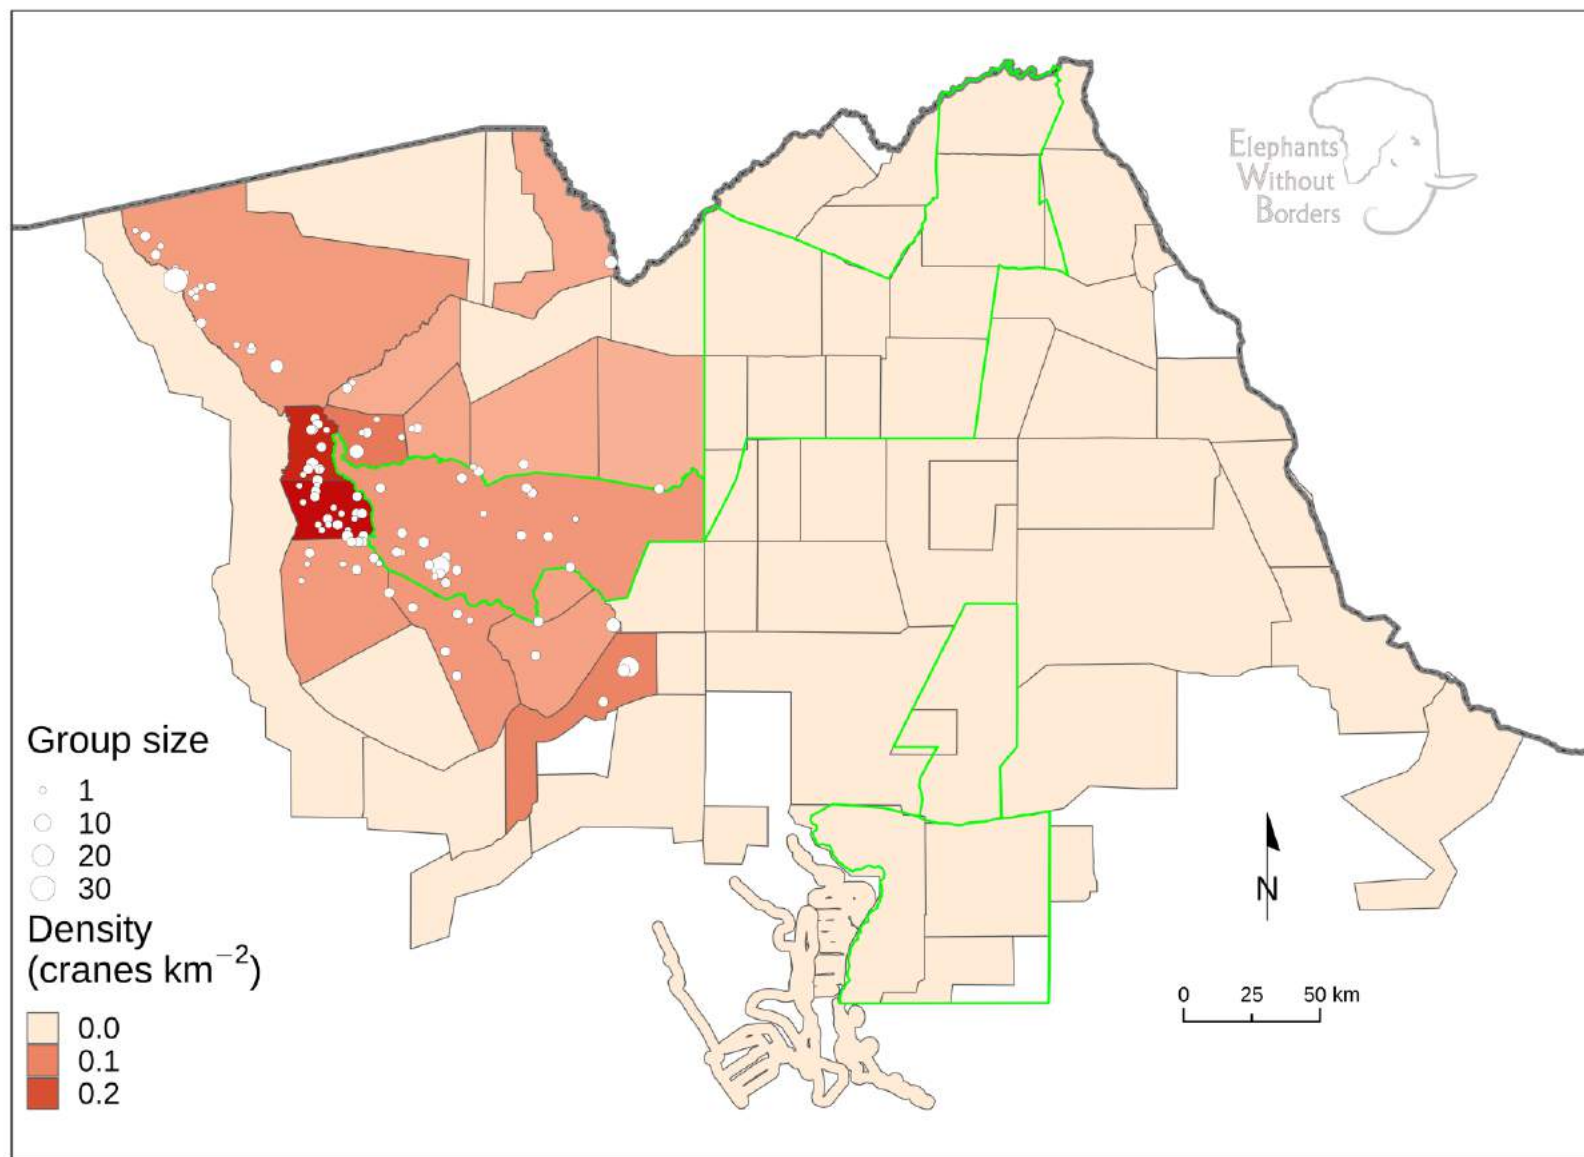 Elephants
Without
Borders
Group size
1
10
20
30
Density
(cranes km⁻²)
0.0
0.1
0.2
N
0 25 50 km